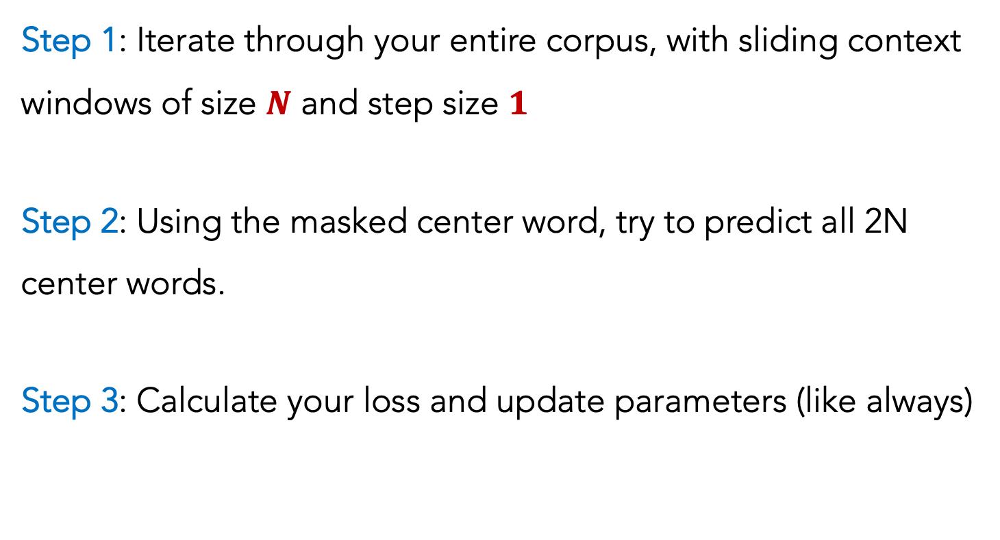 Step 1: Iterate through your entire corpus, with sliding context
windows of size N and step size 1
Step 2: Using the masked center word, try to predict all 2N
center words.
Step 3: Calculate your loss and update parameters (like always)